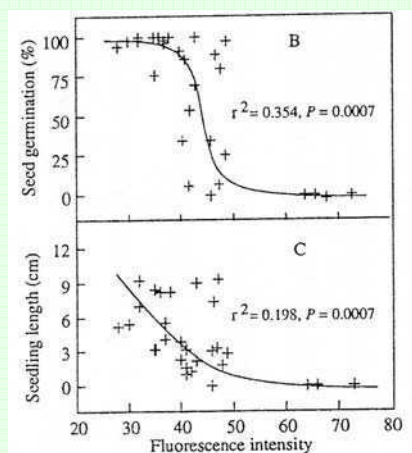 B
Seed germination (%)
100
75
50
25
0
r² = 0.354, P = 0.0007
C
Seedling length (cm)
12
9
6
3
0
r² = 0.198, P = 0.0007
20 30 40 50 60 70 80
Fluorescence intensity